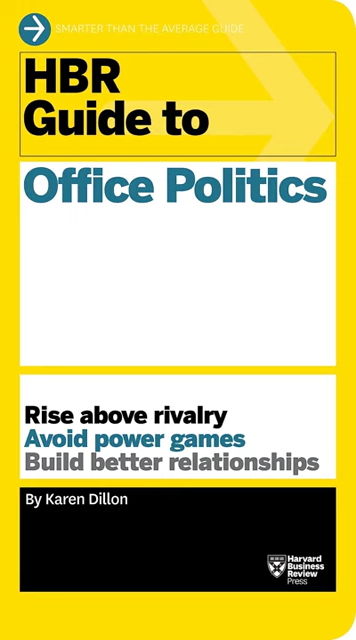 SMARTER THAN THE AVERAGE GUIDE
HBR
Guide to
Office Politics
Rise above rivalry
Avoid power games
Build better relationships
By Karen Dillon
Harvard
Business
Review
Press